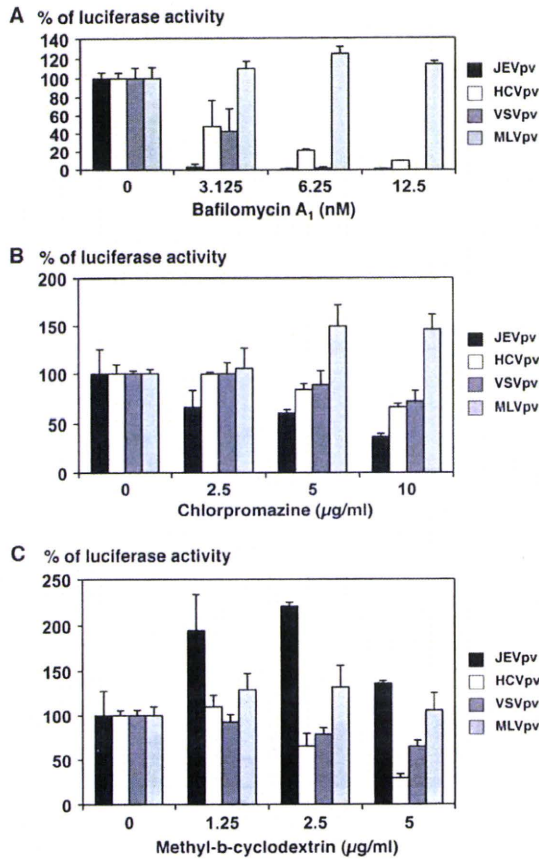 A % of luciferase activity
140
120
100
80
60
40
20
0
0 3.125 6.25 12.5
Bafilomycin A1 (nM)
JEVpv
HCVpv
VSVpv
MLVpv
B % of luciferase activity
200
150
100
50
0
0 2.5 5 10
Chlorpromazine (µg/ml)
JEVpv
HCVpv
VSVpv
MLVpv
C % of luciferase activity
250
200
150
100
50
0
0 1.25 2.5 5
Methyl-b-cyclodextrin (µg/ml)
JEVpv
HCVpv
VSVpv
MLVpv